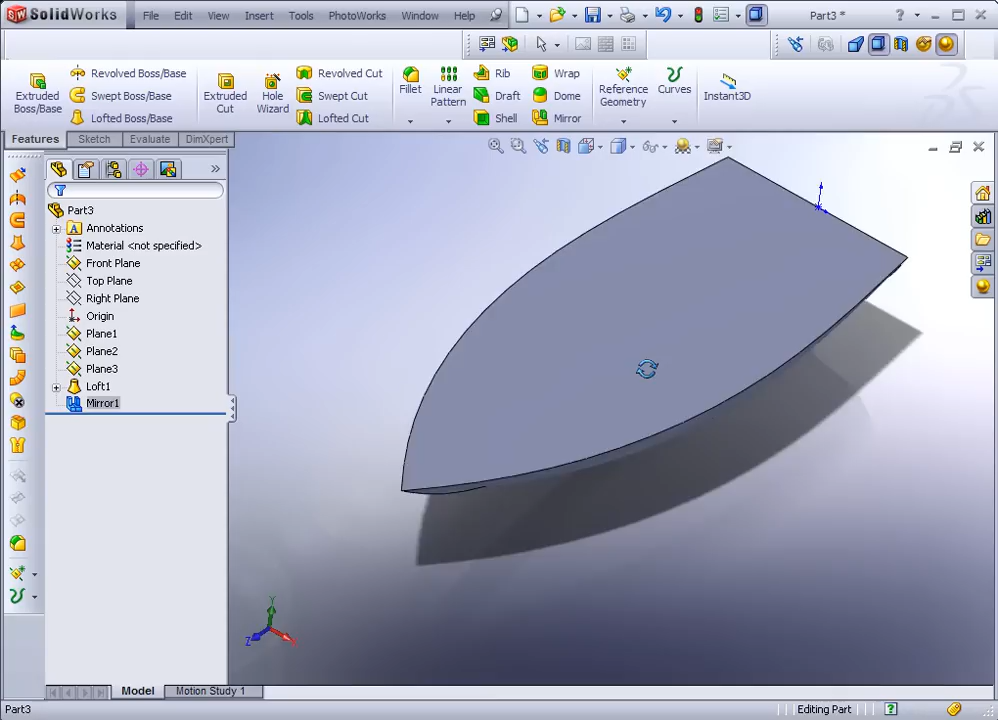 SolidWorks File Edit View Insert Tools PhotoWorks Window Help Part3 *
Extruded Boss/Base
Revolved Boss/Base
Swept Boss/Base
Lofted Boss/Base
Extruded Cut
Hole Wizard
Revolved Cut
Swept Cut
Lofted Cut
Fillet
Linear Pattern
Rib
Draft
Shell
Wrap
Dome
Mirror
Reference Geometry
Curves
Instant3D
Features Sketch Evaluate DimXpert
Part3
Annotations
Material <not specified>
Front Plane
Top Plane
Right Plane
Origin
Plane1
Plane2
Plane3
Loft1
Mirror1
Y
Z
Model Motion Study 1
Part3 Editing Part